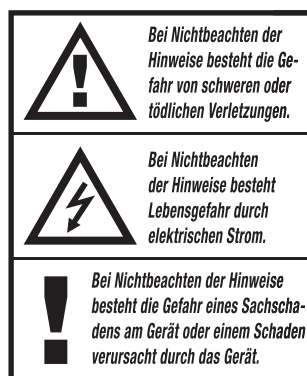 Bei Nichtbeachten der
Hinweise besteht die Ge-
fahr von schweren oder
tödlichen Verletzungen.
Bei Nichtbeachten
der Hinweise besteht
Lebensgefahr durch
elektrischen Strom.
Bei Nichtbeachten der Hinweise
besteht die Gefahr eines Sachscha-
dens am Gerät oder einem Schaden
verursacht durch das Gerät.